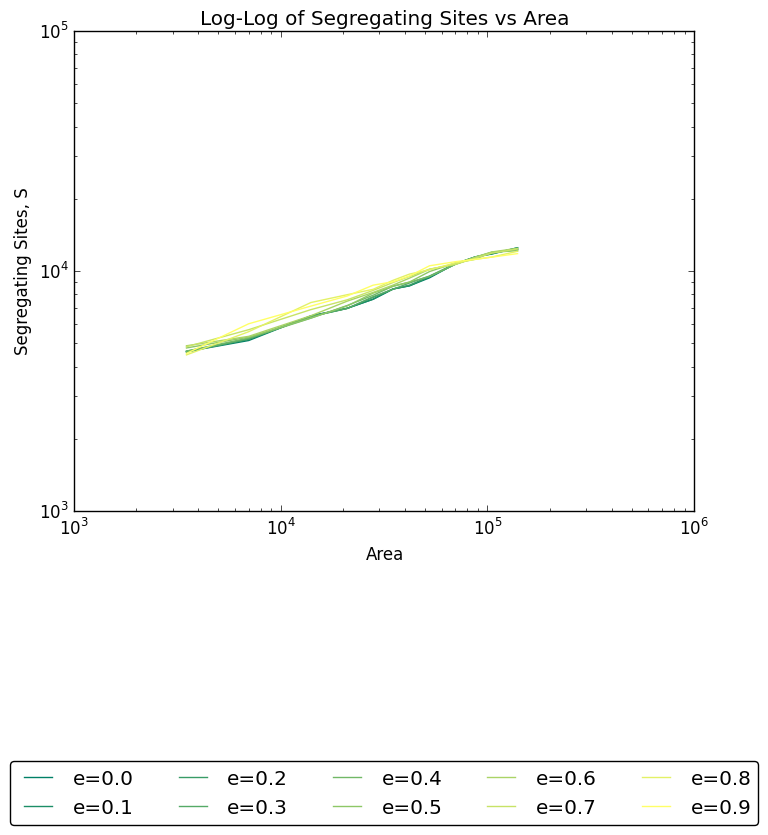 Log-Log of Segregating Sites vs Area
10^5
10^4
10^3
Segregating Sites, S
10^3 10^4 10^5 10^6
Area
e=0.0 e=0.2 e=0.4 e=0.6 e=0.8
e=0.1 e=0.3 e=0.5 e=0.7 e=0.9